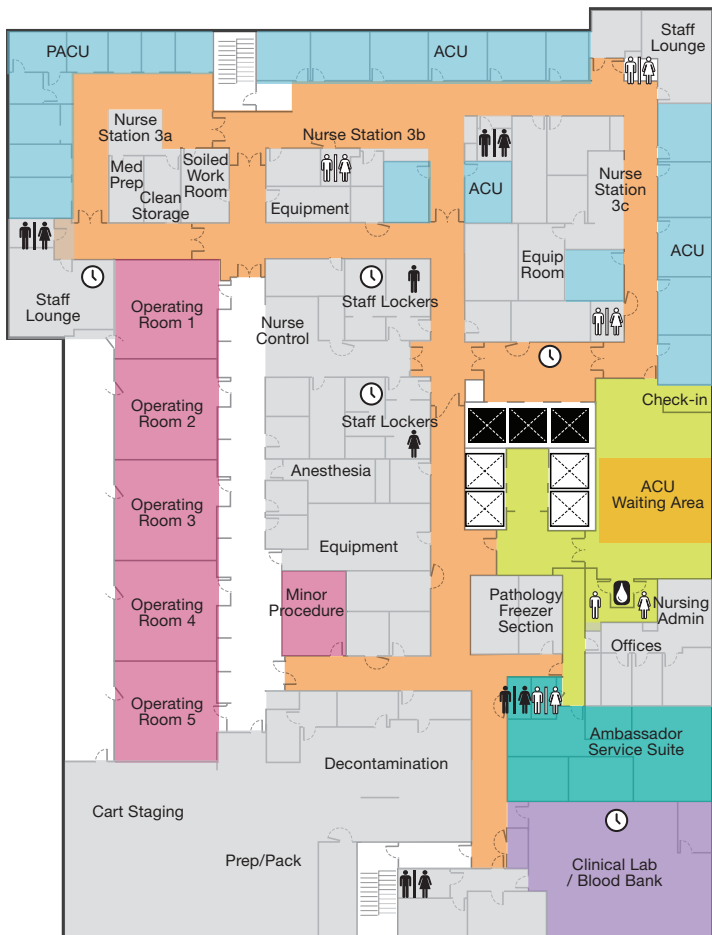 PACU
ACU
Staff
Lounge
Nurse
Station 3a
Nurse Station 3b
Med
Prep
Soiled
Work
Room
Clean
Storage
Equipment
ACU
Nurse
Station
3c
Equip
Room
ACU
Staff
Lounge
Operating
Room 1
Staff Lockers
Nurse
Control
Operating
Room 2
Staff Lockers
Check-in
Anesthesia
ACU
Waiting Area
Operating
Room 3
Equipment
Operating
Room 4
Minor
Procedure
Pathology
Freezer
Section
Nursing
Admin
Offices
Operating
Room 5
Ambassador
Service Suite
Decontamination
Cart Staging
Prep/Pack
Clinical Lab
/ Blood Bank